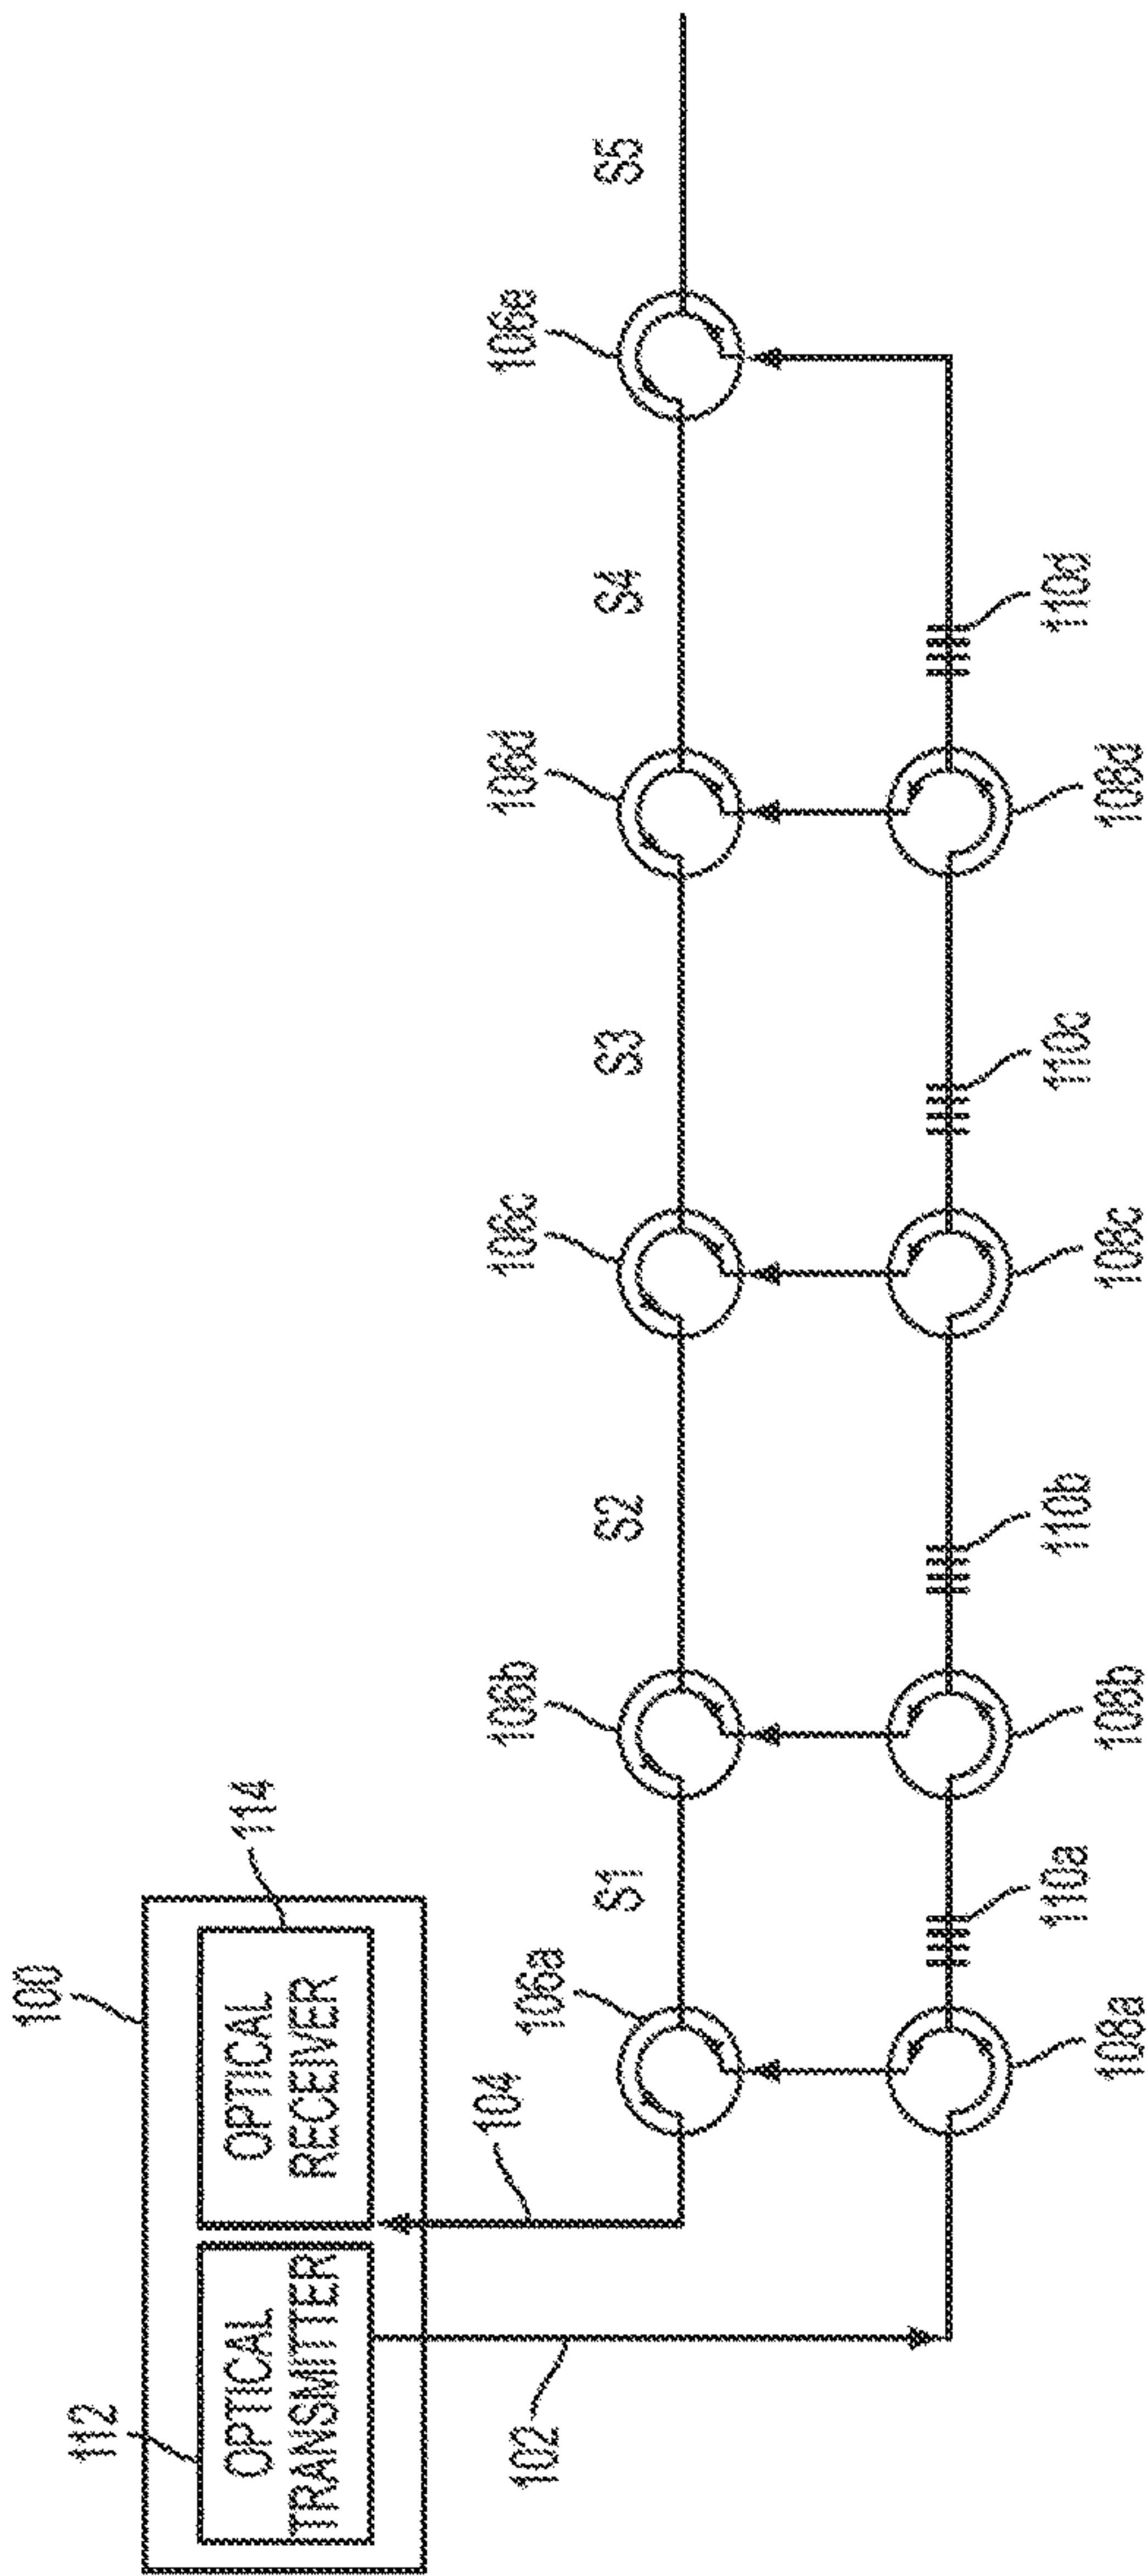 100
112
OPTICAL
TRANSMITTER
OPTICAL
RECEIVER
114
102
104
106a
S1
106b
S2
106c
S3
106d
S4
106e
S5
108a
110a
108b
110b
108c
110c
108d
110d